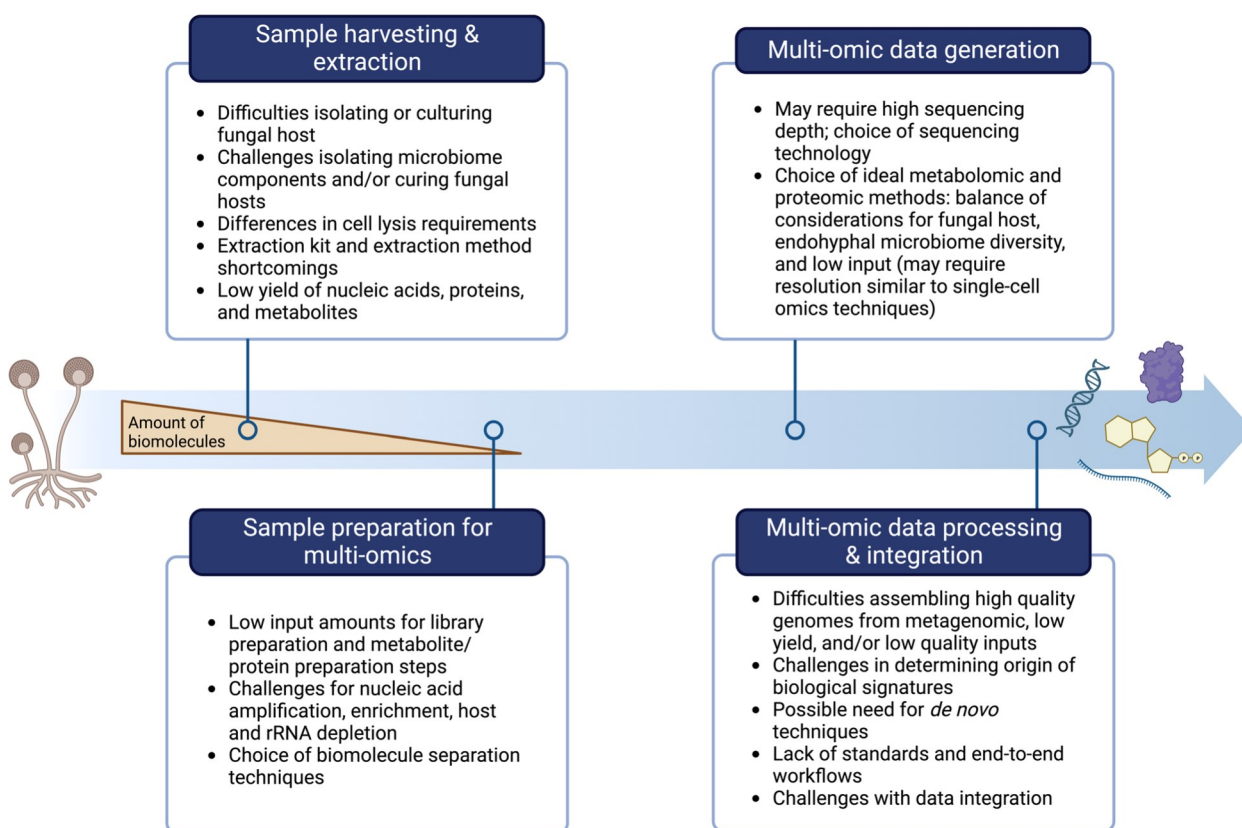 Sample harvesting &
extraction
• Difficulties isolating or culturing
fungal host
• Challenges isolating microbiome
components and/or curing fungal
hosts
• Differences in cell lysis requirements
• Extraction kit and extraction method
shortcomings
• Low yield of nucleic acids, proteins,
and metabolites
Multi-omic data generation
• May require high sequencing
depth; choice of sequencing
technology
• Choice of ideal metabolomic and
proteomic methods: balance of
considerations for fungal host,
endohyphal microbiome diversity,
and low input (may require
resolution similar to single-cell
omics techniques)
Amount of
biomolecules
P P
Sample preparation for
multi-omics
• Low input amounts for library
preparation and metabolite/
protein preparation steps
• Challenges for nucleic acid
amplification, enrichment, host
and rRNA depletion
• Choice of biomolecule separation
techniques
Multi-omic data processing
& integration
• Difficulties assembling high quality
genomes from metagenomic, low
yield, and/or low quality inputs
• Challenges in determining origin of
biological signatures
• Possible need for de novo
techniques
• Lack of standards and end-to-end
workflows
• Challenges with data integration